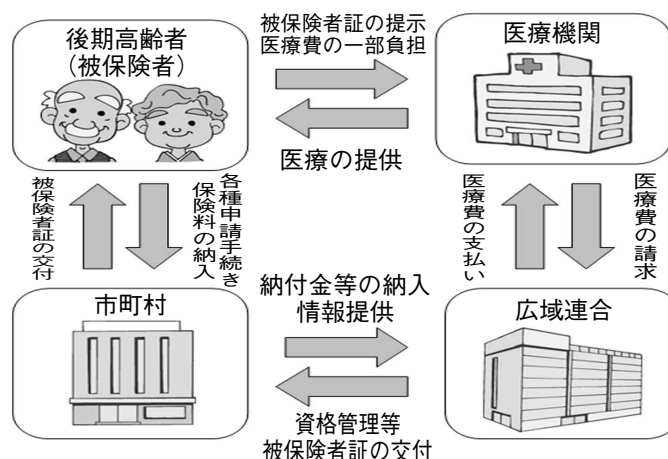 後期高齢者
（被保険者）
被保険者証の提示
医療費の一部負担
医療機関
医療の提供
被保険者証の交付
各種申請手続き
保険料の納入
医療費の支払い
医療費の請求
市町村
納付金等の納入
情報提供
広域連合
資格管理等
被保険者証の交付